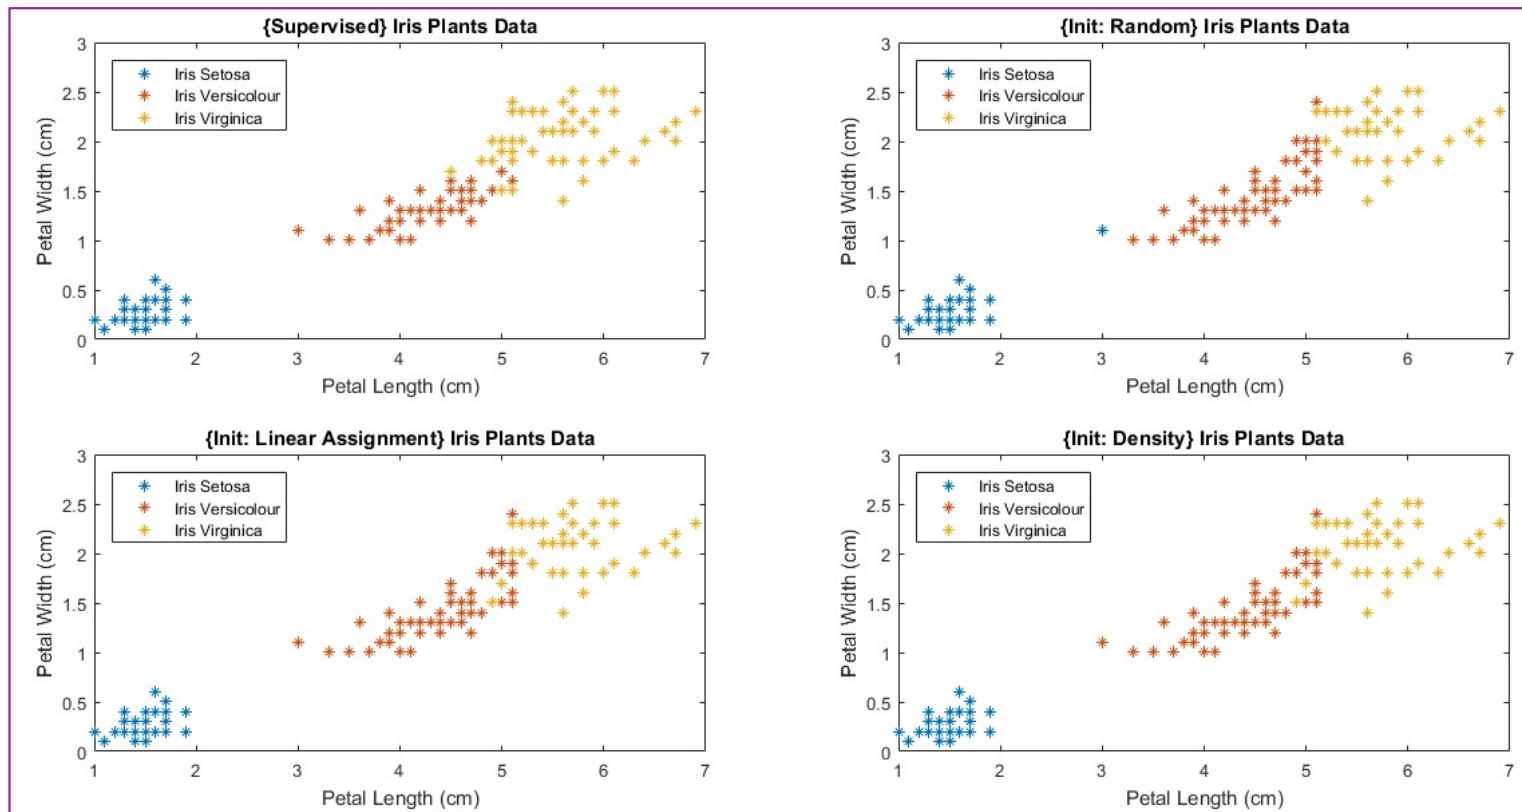 {Supervised} Iris Plants Data
3
2.5
2
1.5
1
0.5
0
Petal Width (cm)
Iris Setosa
Iris Versicolour
Iris Virginica
1 2 3 4 5 6 7
Petal Length (cm)
{Init: Random} Iris Plants Data
3
2.5
2
1.5
1
0.5
0
Petal Width (cm)
Iris Setosa
Iris Versicolour
Iris Virginica
1 2 3 4 5 6 7
Petal Length (cm)
{Init: Linear Assignment} Iris Plants Data
3
2.5
2
1.5
1
0.5
0
Petal Width (cm)
Iris Setosa
Iris Versicolour
Iris Virginica
1 2 3 4 5 6 7
Petal Length (cm)
{Init: Density} Iris Plants Data
3
2.5
2
1.5
1
0.5
0
Petal Width (cm)
Iris Setosa
Iris Versicolour
Iris Virginica
1 2 3 4 5 6 7
Petal Length (cm)